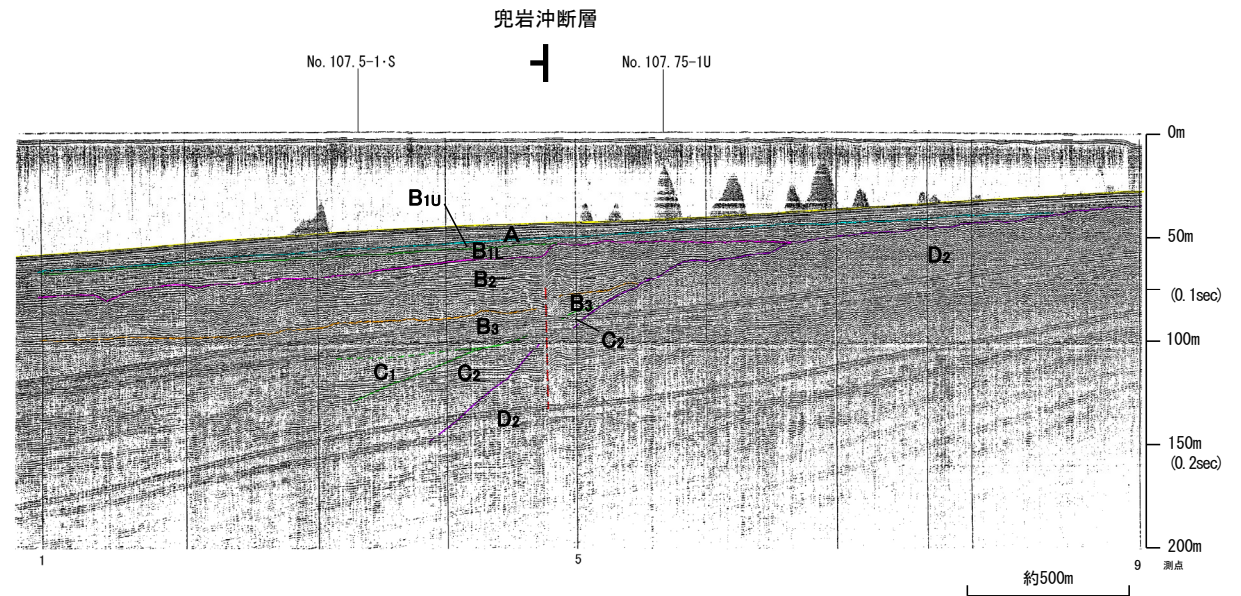 兜岩沖断層
No. 107.5-1・S
No. 107.75-1U
0m
B1U
A
B1L
50m
D2
B2
(0.1sec)
B3
B3
C2
100m
C1
C2
D2
150m
(0.2sec)
200m
1
5
9
測点
約500m